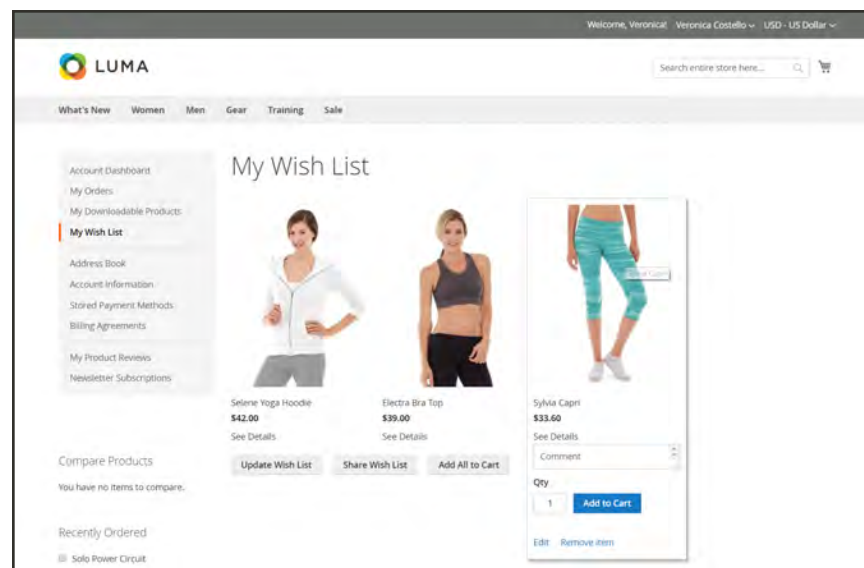 Welcome, Veronica! Veronica Costello USD - US Dollar
LUMA
Search entire store here...
What's New Women Men Gear Training Sale
My Wish List
Account Dashboard
My Orders
My Downloadable Products
My Wish List
Address Book
Account Information
Stored Payment Methods
Billing Agreements
My Product Reviews
Newsletter Subscriptions
Selene Yoga Hoodie
$42.00
See Details
Electra Bra Top
$39.00
See Details
Sylvia Capri
Sylvia Capri
$33.60
See Details
Comment
Qty
1 Add to Cart
Edit Remove item
Update Wish List Share Wish List Add All to Cart
Compare Products
You have no items to compare.
Recently Ordered
Solo Power Circuit